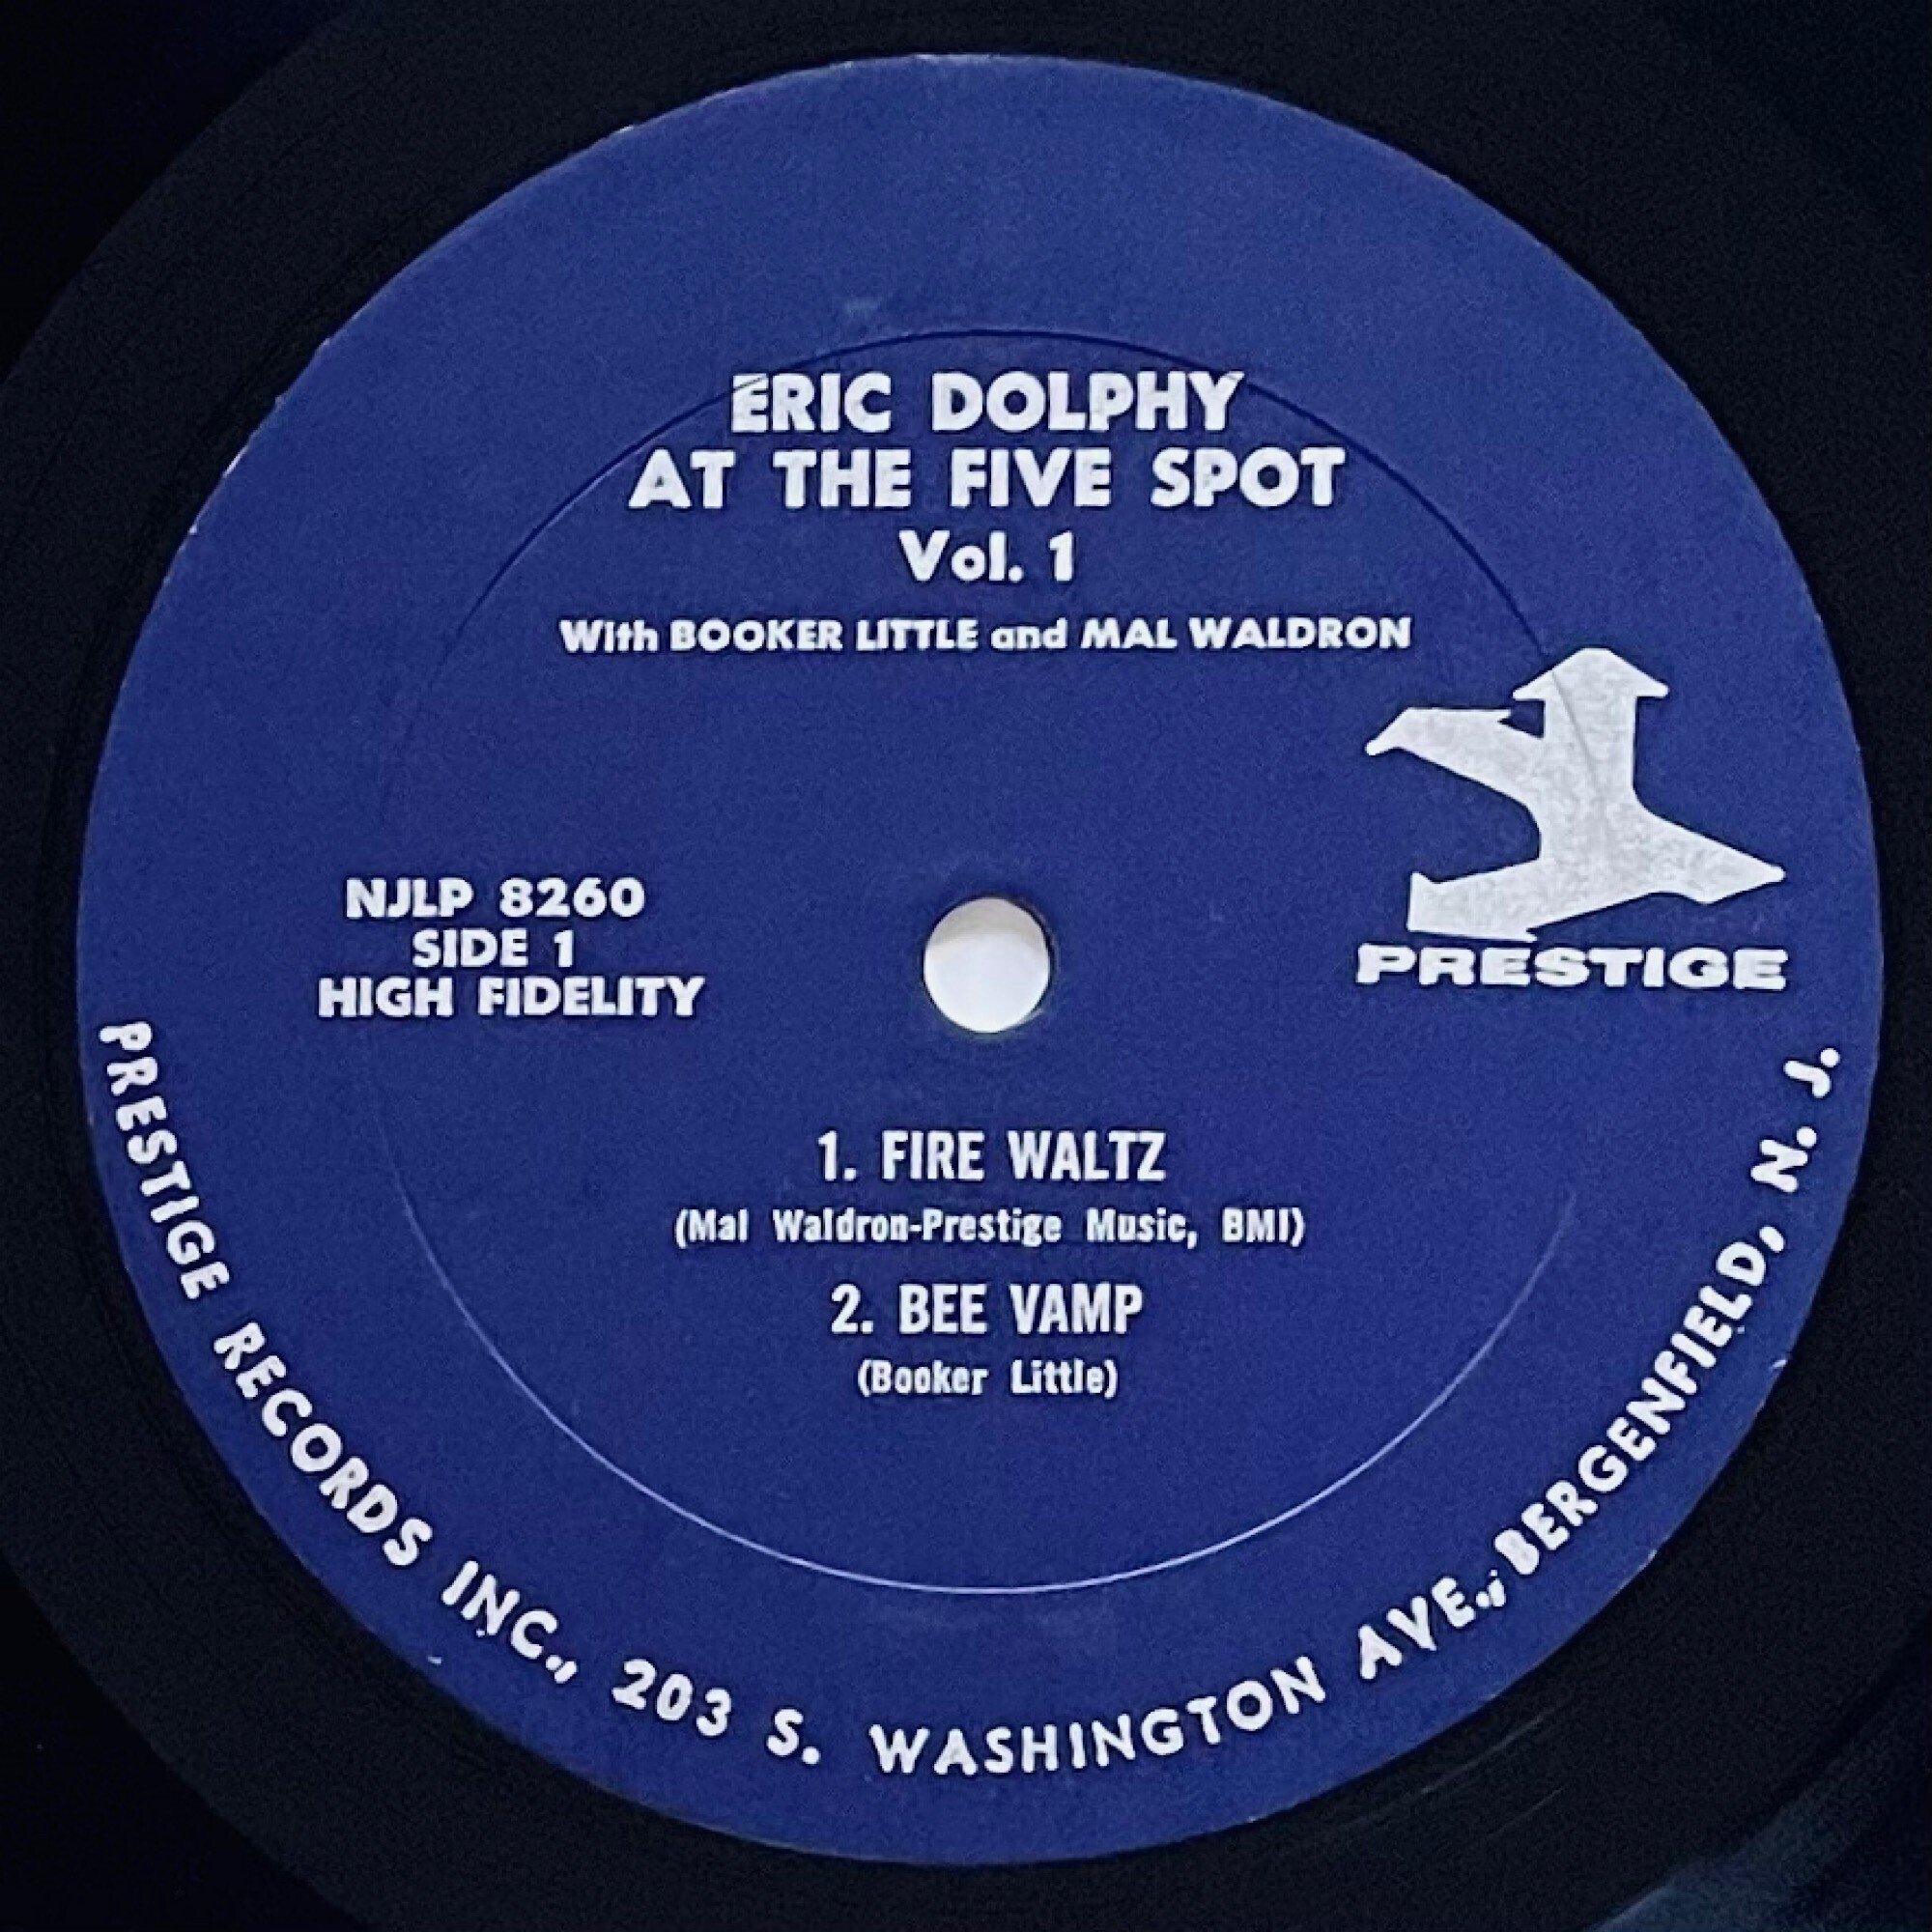 ERIC DOLPHY
AT THE FIVE SPOT
Vol. 1
With BOOKER LITTLE and MAL WALDRON
PRESTIGE
NJLP 8260
SIDE 1
HIGH FIDELITY
1. FIRE WALTZ
(Mal Waldron-Prestige Music, BMI)
2. BEE VAMP
(Booker Little)
PRESTIGE RECORDS INC., 203 S. WASHINGTON AVE., BERGENFIELD, N. J.